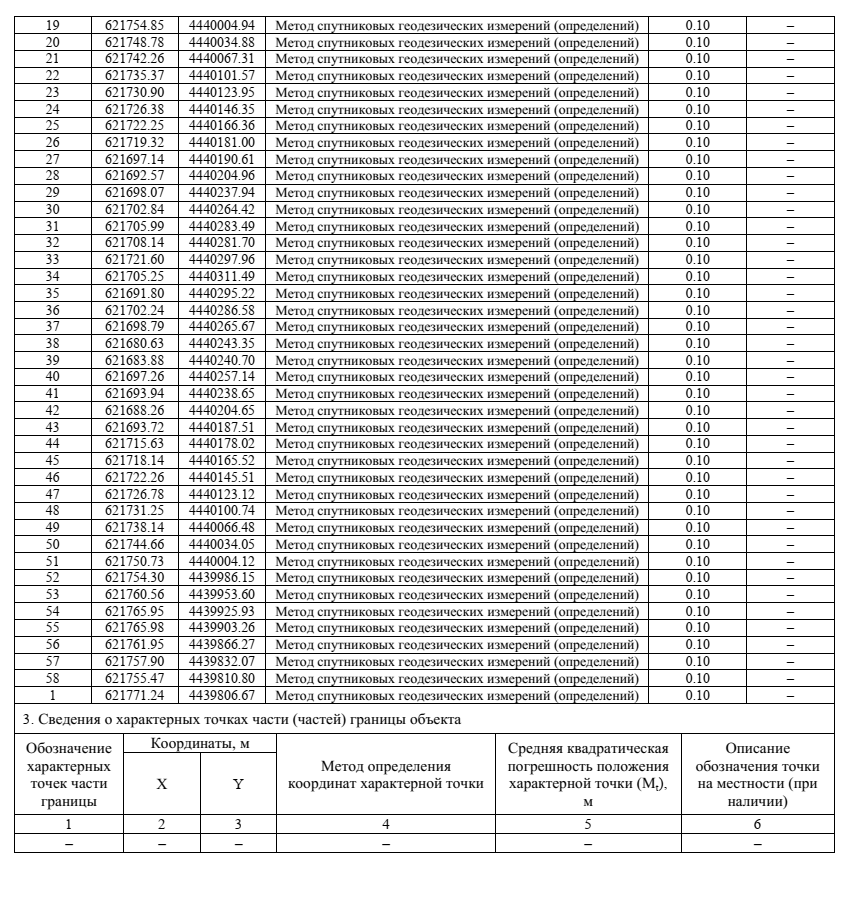 19 621754.85 4440004.94 Метод спутниковых геодезических измерений (определений) 0.10 –
20 621748.78 4440034.88 Метод спутниковых геодезических измерений (определений) 0.10 –
21 621742.26 4440067.31 Метод спутниковых геодезических измерений (определений) 0.10 –
22 621735.37 4440101.57 Метод спутниковых геодезических измерений (определений) 0.10 –
23 621730.90 4440123.95 Метод спутниковых геодезических измерений (определений) 0.10 –
24 621726.38 4440146.35 Метод спутниковых геодезических измерений (определений) 0.10 –
25 621722.25 4440166.36 Метод спутниковых геодезических измерений (определений) 0.10 –
26 621719.32 4440181.00 Метод спутниковых геодезических измерений (определений) 0.10 –
27 621697.14 4440190.61 Метод спутниковых геодезических измерений (определений) 0.10 –
28 621692.57 4440204.96 Метод спутниковых геодезических измерений (определений) 0.10 –
29 621698.07 4440237.94 Метод спутниковых геодезических измерений (определений) 0.10 –
30 621702.84 4440264.42 Метод спутниковых геодезических измерений (определений) 0.10 –
31 621705.99 4440283.49 Метод спутниковых геодезических измерений (определений) 0.10 –
32 621708.14 4440281.70 Метод спутниковых геодезических измерений (определений) 0.10 –
33 621721.60 4440297.96 Метод спутниковых геодезических измерений (определений) 0.10 –
34 621705.25 4440311.49 Метод спутниковых геодезических измерений (определений) 0.10 –
35 621691.80 4440295.22 Метод спутниковых геодезических измерений (определений) 0.10 –
36 621702.24 4440286.58 Метод спутниковых геодезических измерений (определений) 0.10 –
37 621698.79 4440265.67 Метод спутниковых геодезических измерений (определений) 0.10 –
38 621680.63 4440243.35 Метод спутниковых геодезических измерений (определений) 0.10 –
39 621683.88 4440240.70 Метод спутниковых геодезических измерений (определений) 0.10 –
40 621697.26 4440257.14 Метод спутниковых геодезических измерений (определений) 0.10 –
41 621693.94 4440238.65 Метод спутниковых геодезических измерений (определений) 0.10 –
42 621688.26 4440204.65 Метод спутниковых геодезических измерений (определений) 0.10 –
43 621693.72 4440187.51 Метод спутниковых геодезических измерений (определений) 0.10 –
44 621715.63 4440178.02 Метод спутниковых геодезических измерений (определений) 0.10 –
45 621718.14 4440165.52 Метод спутниковых геодезических измерений (определений) 0.10 –
46 621722.26 4440145.51 Метод спутниковых геодезических измерений (определений) 0.10 –
47 621726.78 4440123.12 Метод спутниковых геодезических измерений (определений) 0.10 –
48 621731.25 4440100.74 Метод спутниковых геодезических измерений (определений) 0.10 –
49 621738.14 4440066.48 Метод спутниковых геодезических измерений (определений) 0.10 –
50 621744.66 4440034.05 Метод спутниковых геодезических измерений (определений) 0.10 –
51 621750.73 4440004.12 Метод спутниковых геодезических измерений (определений) 0.10 –
52 621754.30 4439986.15 Метод спутниковых геодезических измерений (определений) 0.10 –
53 621760.56 4439953.60 Метод спутниковых геодезических измерений (определений) 0.10 –
54 621765.95 4439925.93 Метод спутниковых геодезических измерений (определений) 0.10 –
55 621765.98 4439903.26 Метод спутниковых геодезических измерений (определений) 0.10 –
56 621761.95 4439866.27 Метод спутниковых геодезических измерений (определений) 0.10 –
57 621757.90 4439832.07 Метод спутниковых геодезических измерений (определений) 0.10 –
58 621755.47 4439810.80 Метод спутниковых геодезических измерений (определений) 0.10 –
1 621771.24 4439806.67 Метод спутниковых геодезических измерений (определений) 0.10 –
3. Сведения о характерных точках части (частей) границы объекта
Обозначение
характерных
точек части
границы
Координаты, м
X
Y
Метод определения
координат характерной точки
Средняя квадратическая
погрешность положения
характерной точки (Mt),
м
Описание
обозначения точки
на местности (при
наличии)
1 2 3 4 5 6
– – – – – –